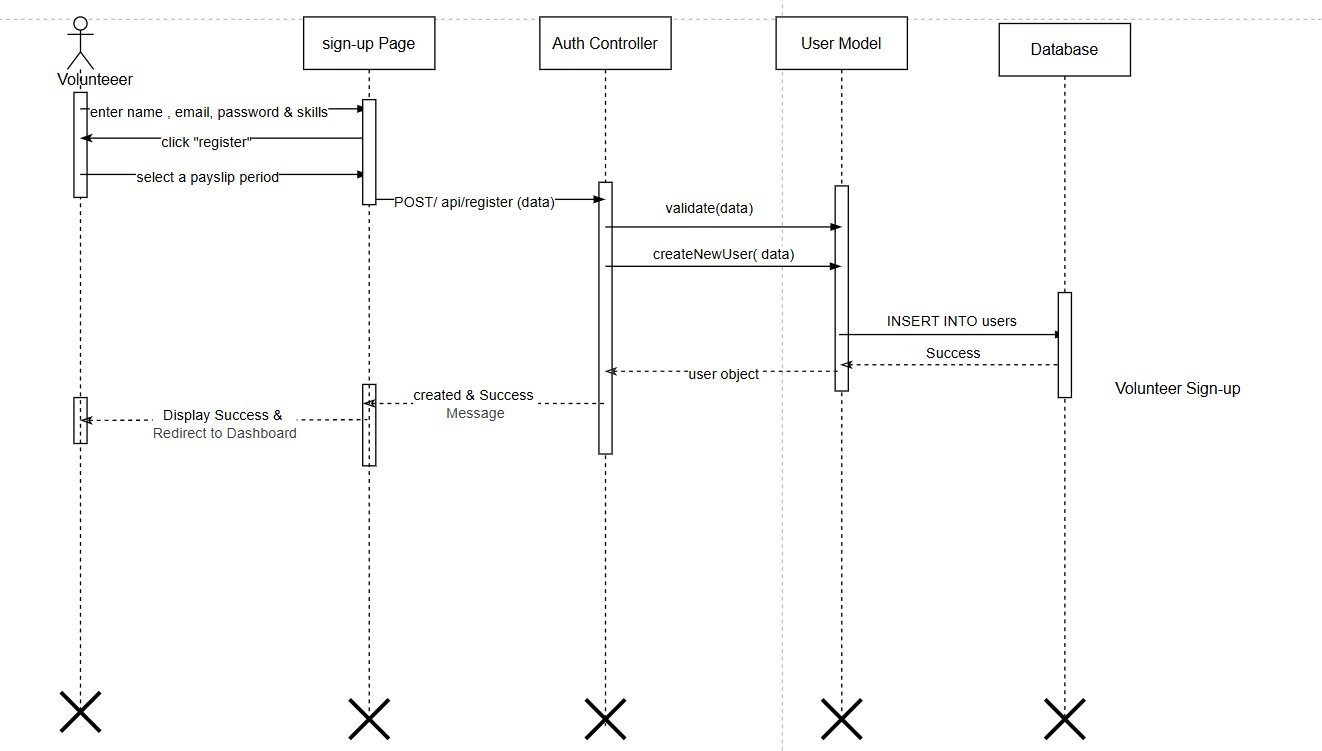 sign-up Page
Auth Controller
User Model
Database
Volunteeer
enter name , email, password & skills
click "register"
select a payslip period
POST/ api/register (data)
validate(data)
createNewUser( data)
INSERT INTO users
Success
user object
created & Success
Message
Volunteer Sign-up
Display Success &
Redirect to Dashboard